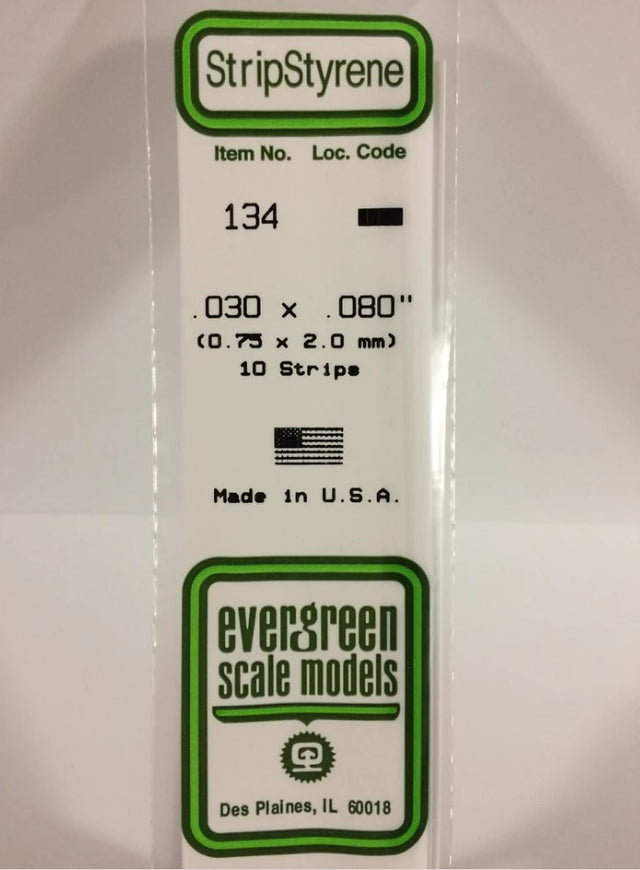 StripStyrene
Item No. Loc. Code
134
.030 x .080"
(0.75 x 2.0 mm)
10 Strips
Made in U.S.A.
evergreen
scale models
Des Plaines, IL 60018